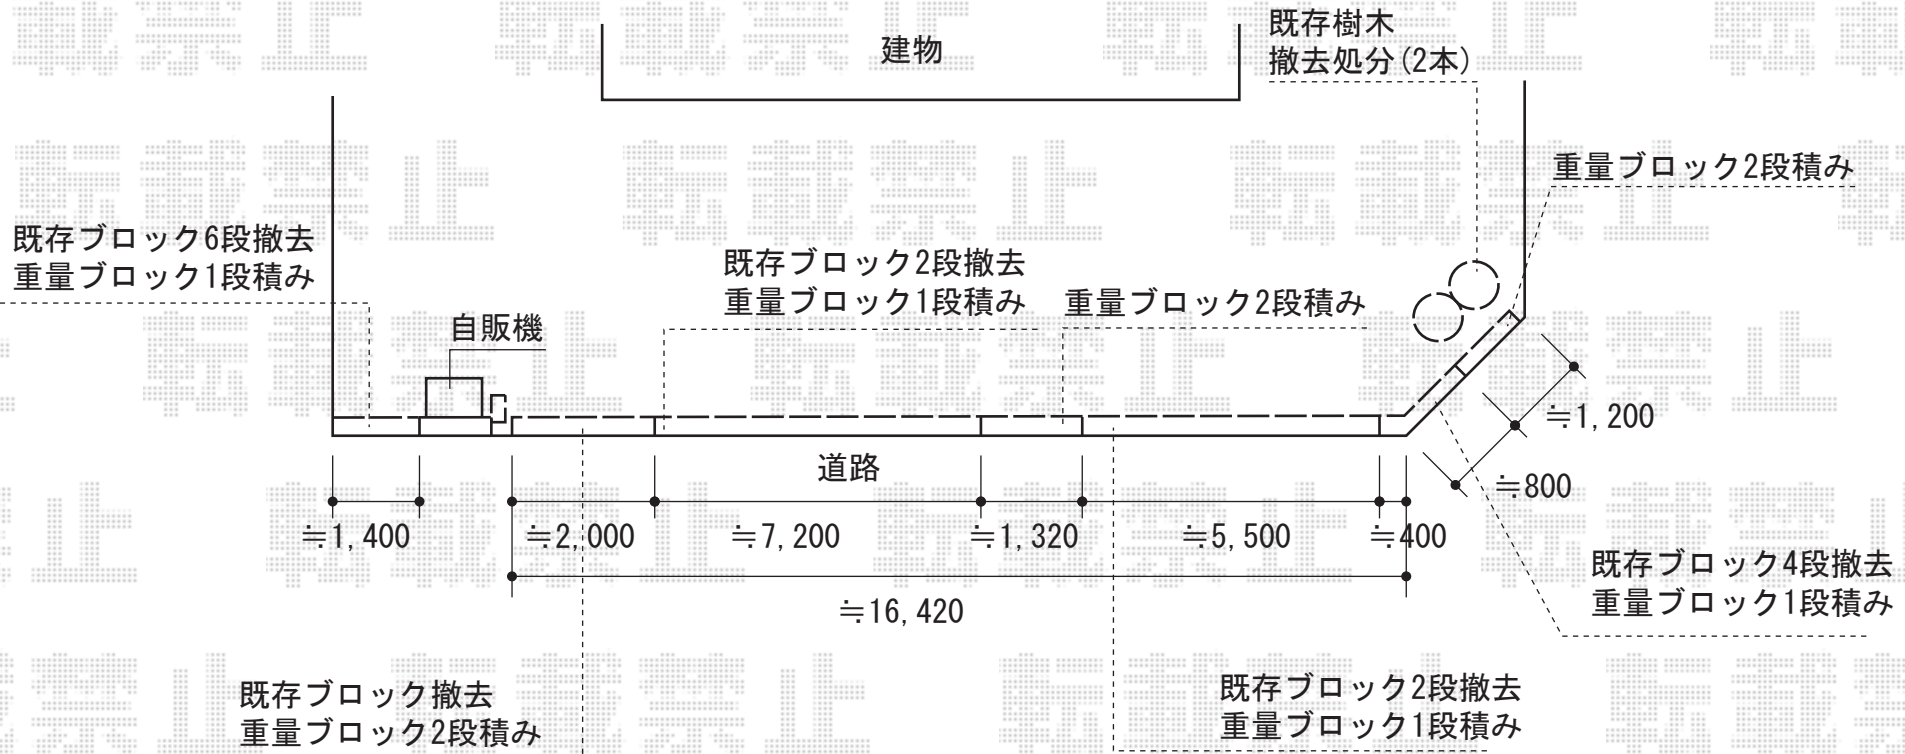 建物
既存樹木
撤去処分(2本)
重量ブロック2段積み
既存ブロック6段撤去
重量ブロック1段積み
既存ブロック2段撤去
重量ブロック1段積み
重量ブロック2段積み
自販機
道路
≒1,200
≒800
≒1,400
≒2,000
≒7,200
≒1,320
≒5,500
≒400
≒16,420
既存ブロック4段撤去
重量ブロック1段積み
既存ブロック撤去
重量ブロック2段積み
既存ブロック2段撤去
重量ブロック1段積み
転載禁止